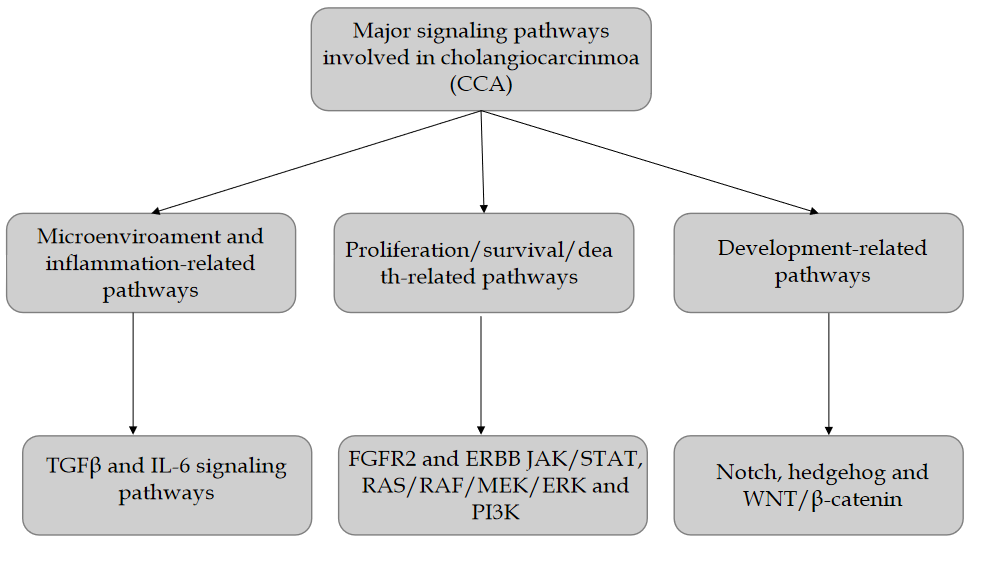 Major signaling pathways
involved in cholangiocarcinmoa
(CCA)
Microenviroament and
inflammation-related
pathways
Proliferation/survival/dea
th-related pathways
Development-related
pathways
TGFβ and IL-6 signaling
pathways
FGFR2 and ERBB JAK/STAT,
RAS/RAF/MEK/ERK and
PI3K
Notch, hedgehog and
WNT/β-catenin